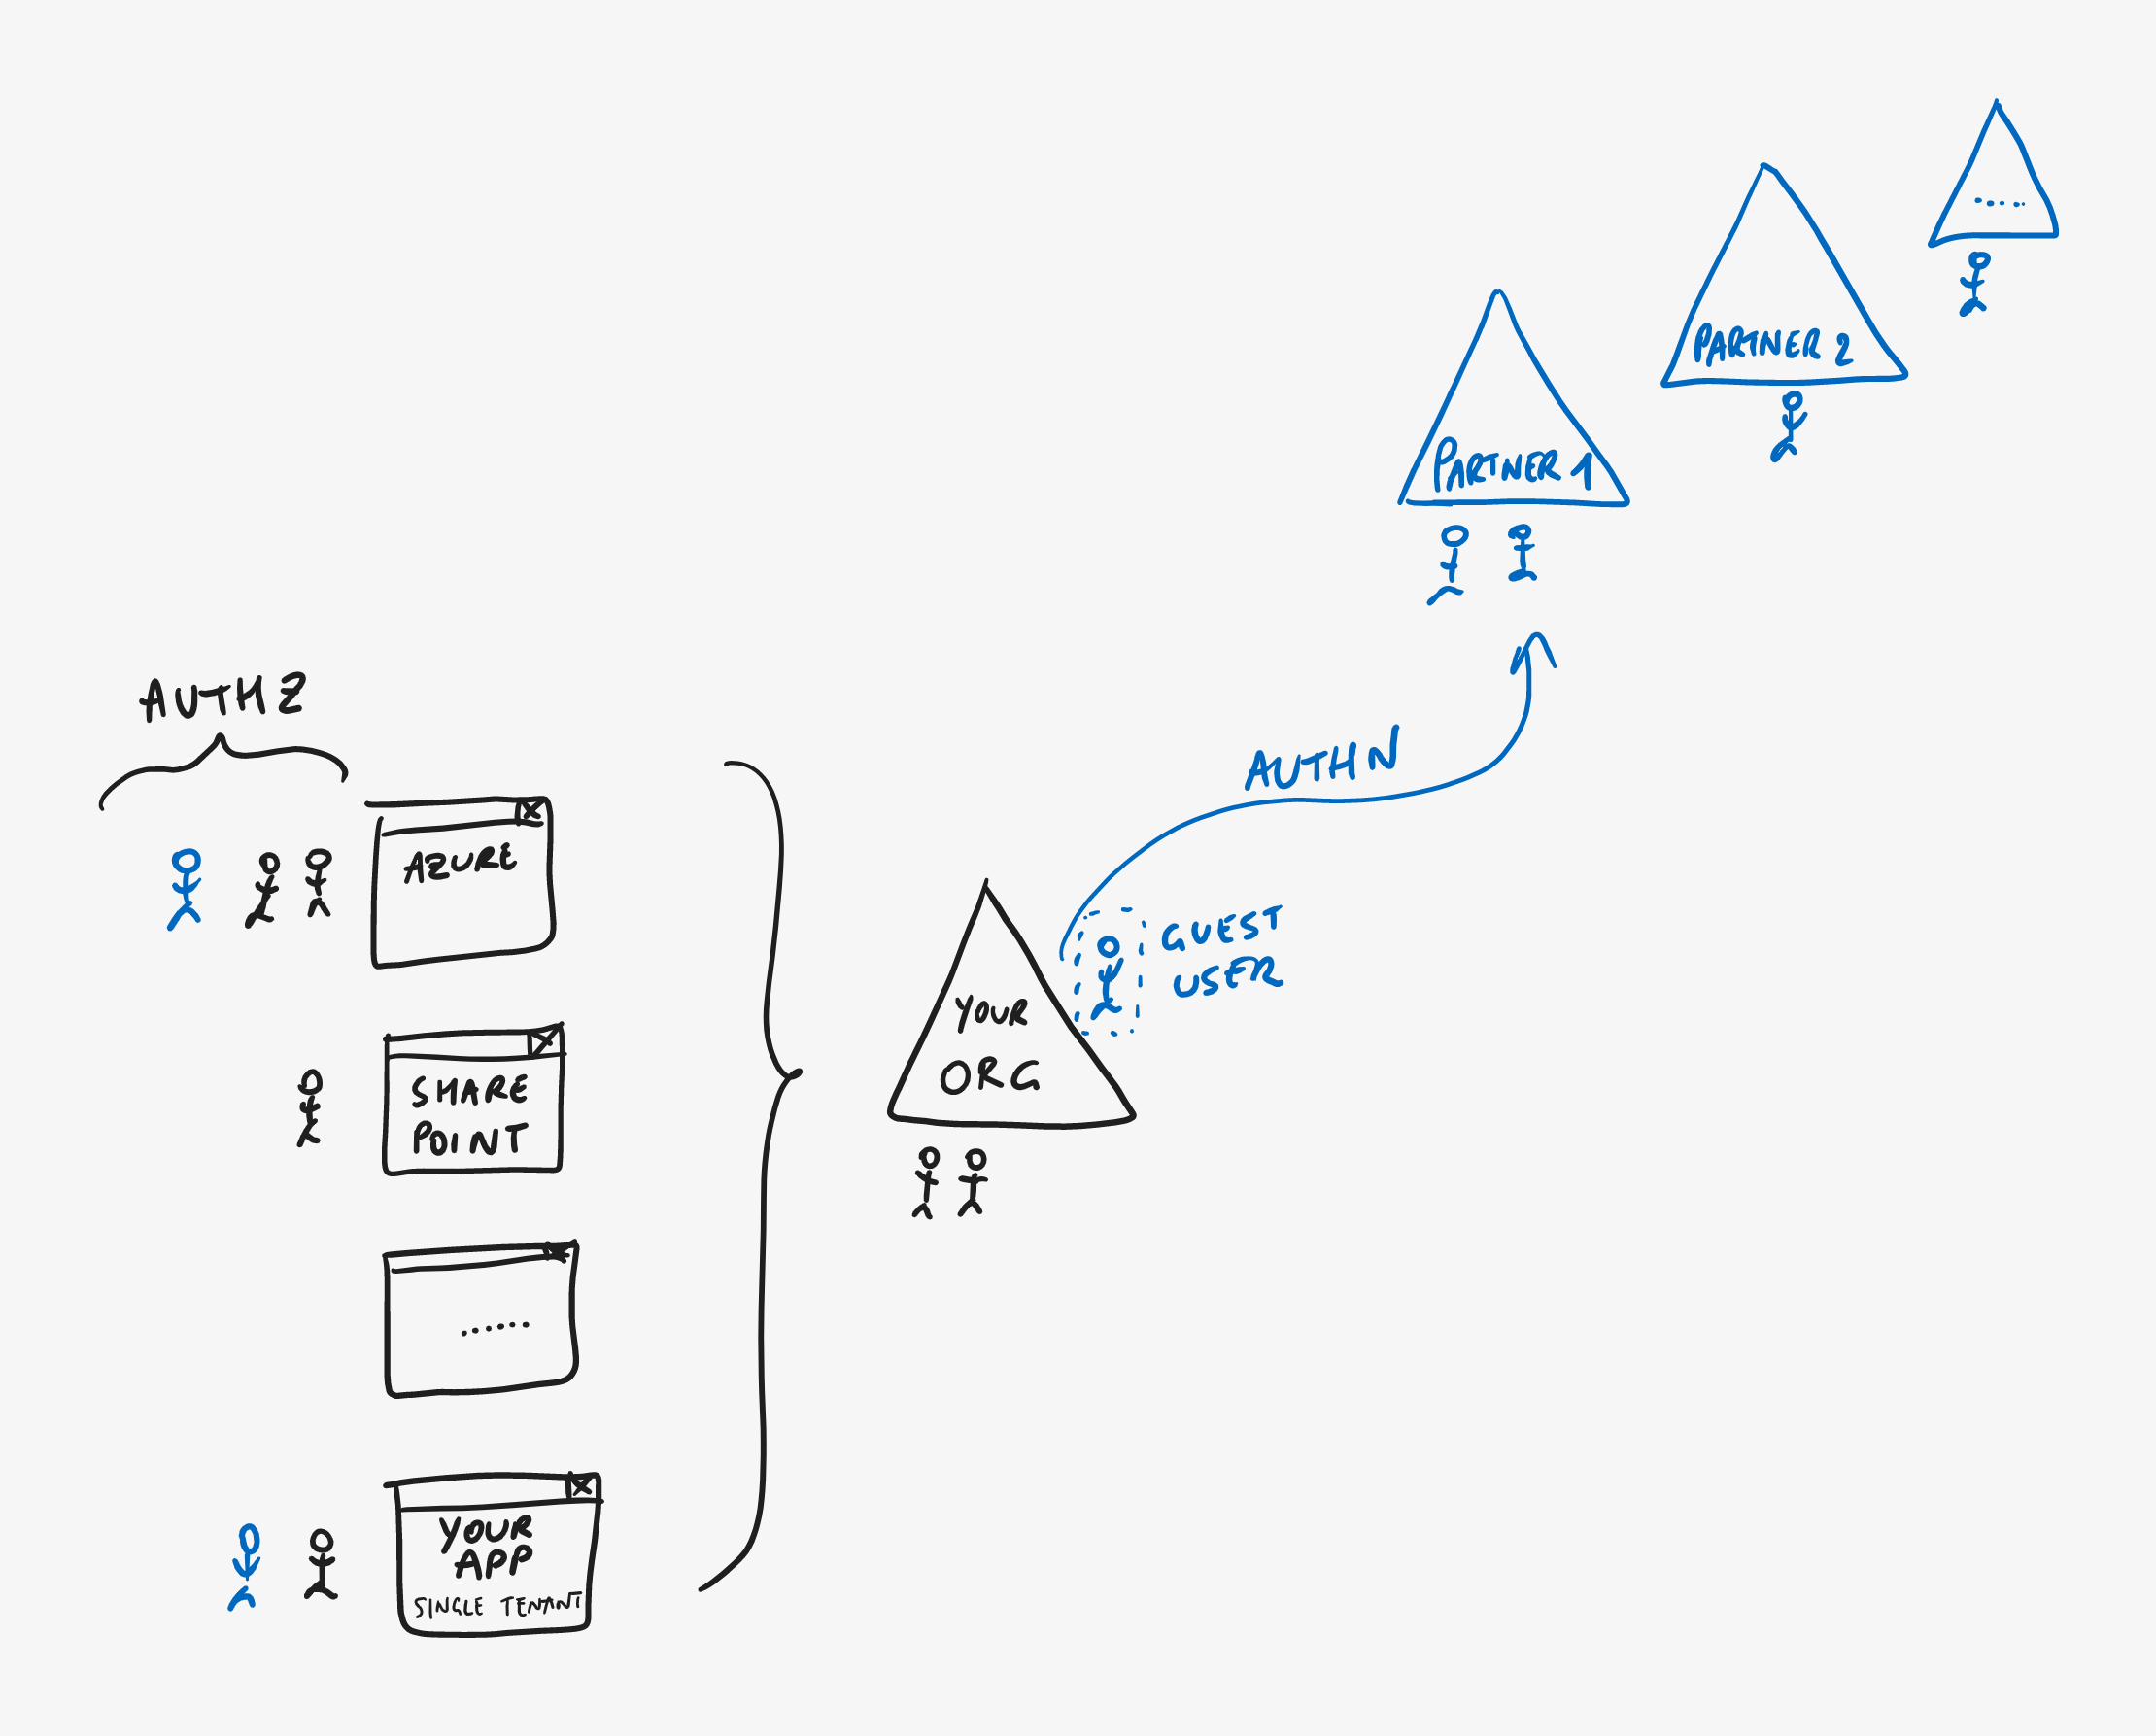 ....
PARTNER 2
PARTNER 1
AUTHZ
AUTHN
AZURE
GUEST
USER
YOUR
ORG
SHARE
POINT
......
YOUR
APP
SINGLE TENANT